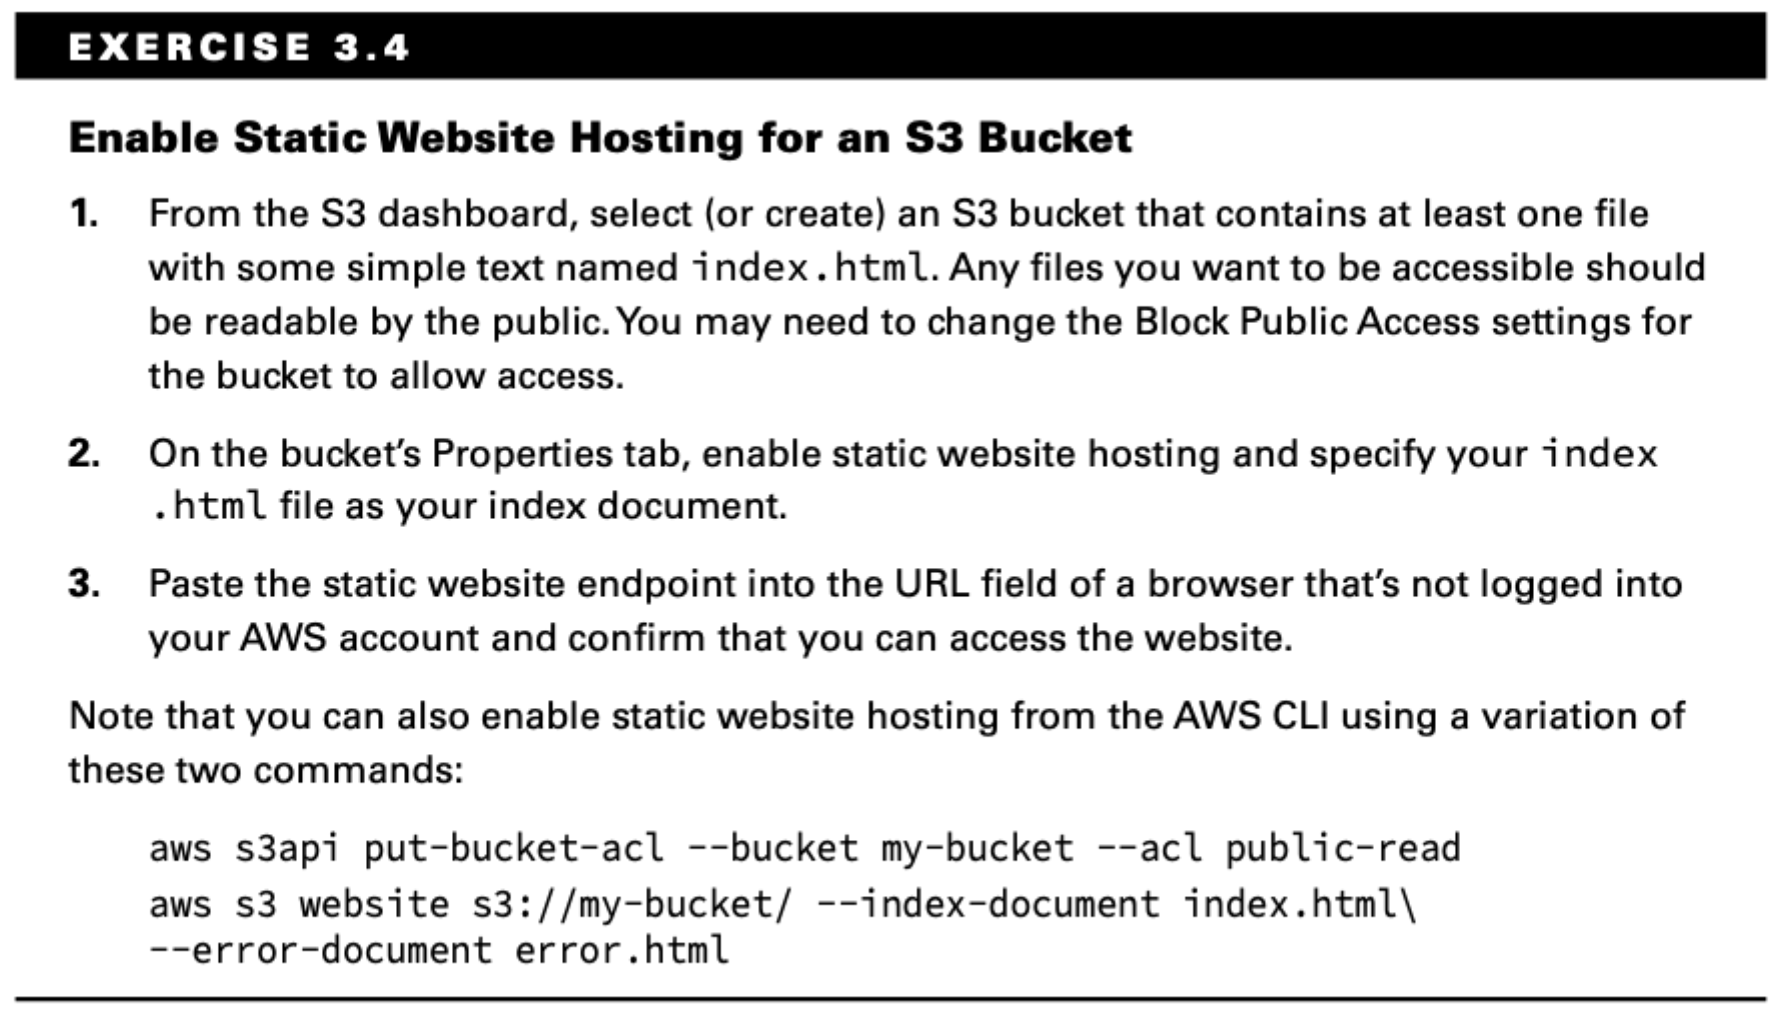 EXERCISE 3.4
Enable Static Website Hosting for an S3 Bucket
1. From the S3 dashboard, select (or create) an S3 bucket that contains at least one file
with some simple text named index.html. Any files you want to be accessible should
be readable by the public. You may need to change the Block Public Access settings for
the bucket to allow access.
2. On the bucket’s Properties tab, enable static website hosting and specify your index
.html file as your index document.
3. Paste the static website endpoint into the URL field of a browser that’s not logged into
your AWS account and confirm that you can access the website.
Note that you can also enable static website hosting from the AWS CLI using a variation of
these two commands:
aws s3api put-bucket-acl --bucket my-bucket --acl public-read
aws s3 website s3://my-bucket/ --index-document index.html\
--error-document error.html